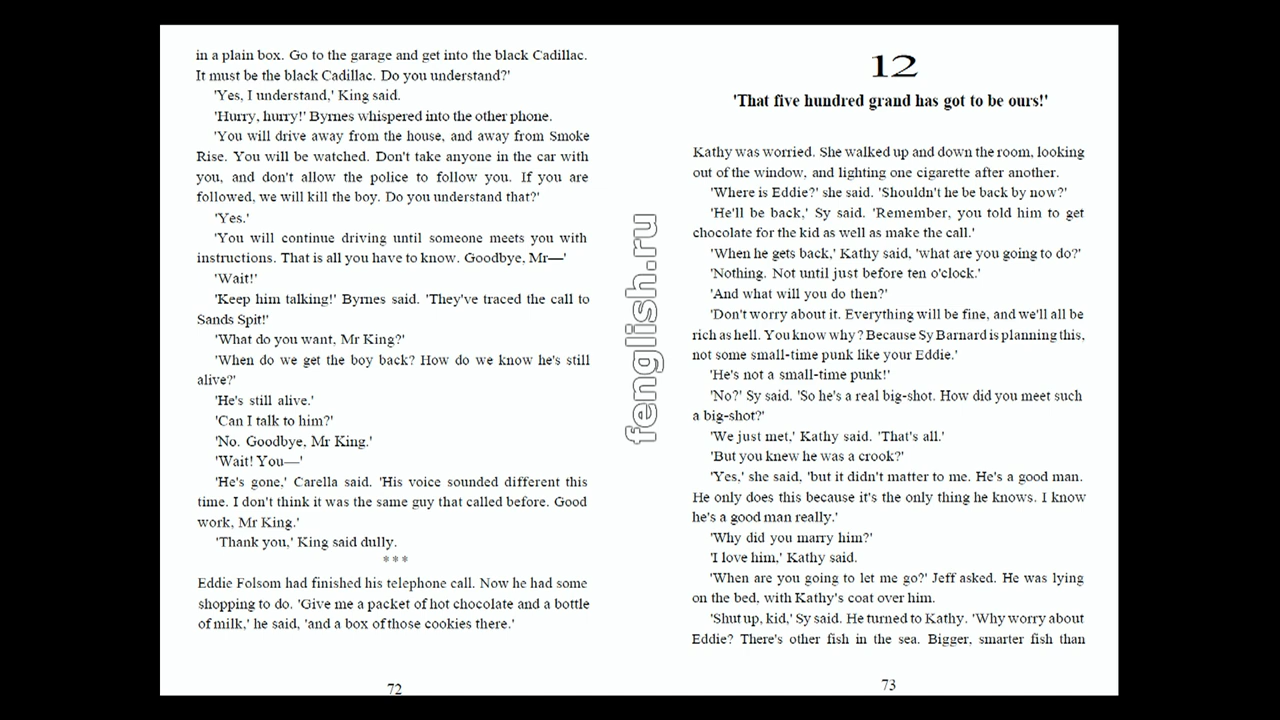 in a plain box. Go to the garage and get into the black Cadillac.
It must be the black Cadillac. Do you understand?'
'Yes, I understand,' King said.
'Hurry, hurry!' Byrnes whispered into the other phone.
'You will drive away from the house, and away from Smoke
Rise. You will be watched. Don't take anyone in the car with
you, and don't allow the police to follow you. If you are
followed, we will kill the boy. Do you understand that?'
'Yes.'
'You will continue driving until someone meets you with
instructions. That is all you have to know. Goodbye, Mr—'
'Wait!'
'Keep him talking!' Byrnes said. 'They've traced the call to
Sands Spit!'
'What do you want, Mr King?'
'When do we get the boy back? How do we know he's still
alive?'
'He's still alive.'
'Can I talk to him?'
'No. Goodbye, Mr King.'
'Wait! You—'
'He's gone,' Carella said. 'His voice sounded different this
time. I don't think it was the same guy that called before. Good
work, Mr King.'
'Thank you,' King said dully.
* * *
Eddie Folsom had finished his telephone call. Now he had some
shopping to do. 'Give me a packet of hot chocolate and a bottle
of milk,' he said, 'and a box of those cookies there.'
72
fenglish.ru
12
'That five hundred grand has got to be ours!'
Kathy was worried. She walked up and down the room, looking
out of the window, and lighting one cigarette after another.
'Where is Eddie?' she said. 'Shouldn't he be back by now?'
'He'll be back,' Sy said. 'Remember, you told him to get
chocolate for the kid as well as make the call.'
'When he gets back,' Kathy said, 'what are you going to do?'
'Nothing. Not until just before ten o'clock.'
'And what will you do then?'
'Don't worry about it. Everything will be fine, and we'll all be
rich as hell. You know why? Because Sy Barnard is planning this,
not some small-time punk like your Eddie.'
'He's not a small-time punk!'
'No?' Sy said. 'So he's a real big-shot. How did you meet such
a big-shot?'
'We just met,' Kathy said. 'That's all.'
'But you knew he was a crook?'
'Yes,' she said, 'but it didn't matter to me. He's a good man.
He only does this because it's the only thing he knows. I know
he's a good man really.'
'Why did you marry him?'
'I love him,' Kathy said.
'When are you going to let me go?' Jeff asked. He was lying
on the bed, with Kathy's coat over him.
'Shut up, kid,' Sy said. He turned to Kathy. 'Why worry about
Eddie? There's other fish in the sea. Bigger, smarter fish than
73